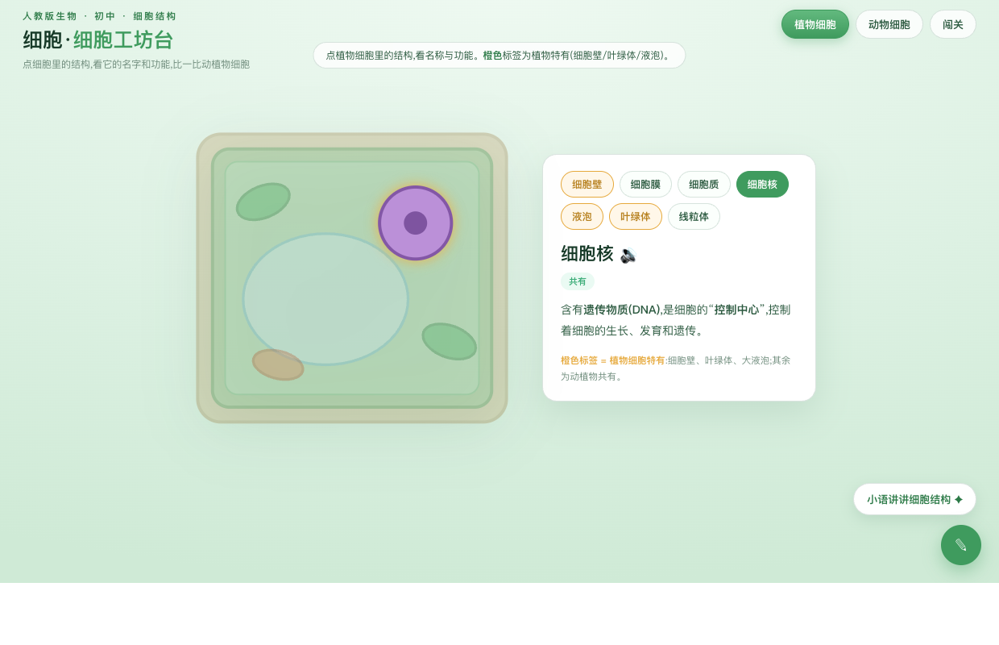 人教版生物 · 初中 · 细胞结构
细胞·细胞工坊台
点细胞里的结构,看它的名字和功能,比一比动植物细胞
点植物细胞里的结构,看名称与功能。橙色标签为植物特有(细胞壁/叶绿体/液泡)。
植物细胞 动物细胞 闯关
细胞壁 细胞膜 细胞质 细胞核
液泡 叶绿体 线粒体
细胞核
共有
含有遗传物质(DNA),是细胞的“控制中心”,控制
着细胞的生长、发育和遗传。
橙色标签 = 植物细胞特有:细胞壁、叶绿体、大液泡;其余
为动植物共有。
小语讲讲细胞结构 ✦